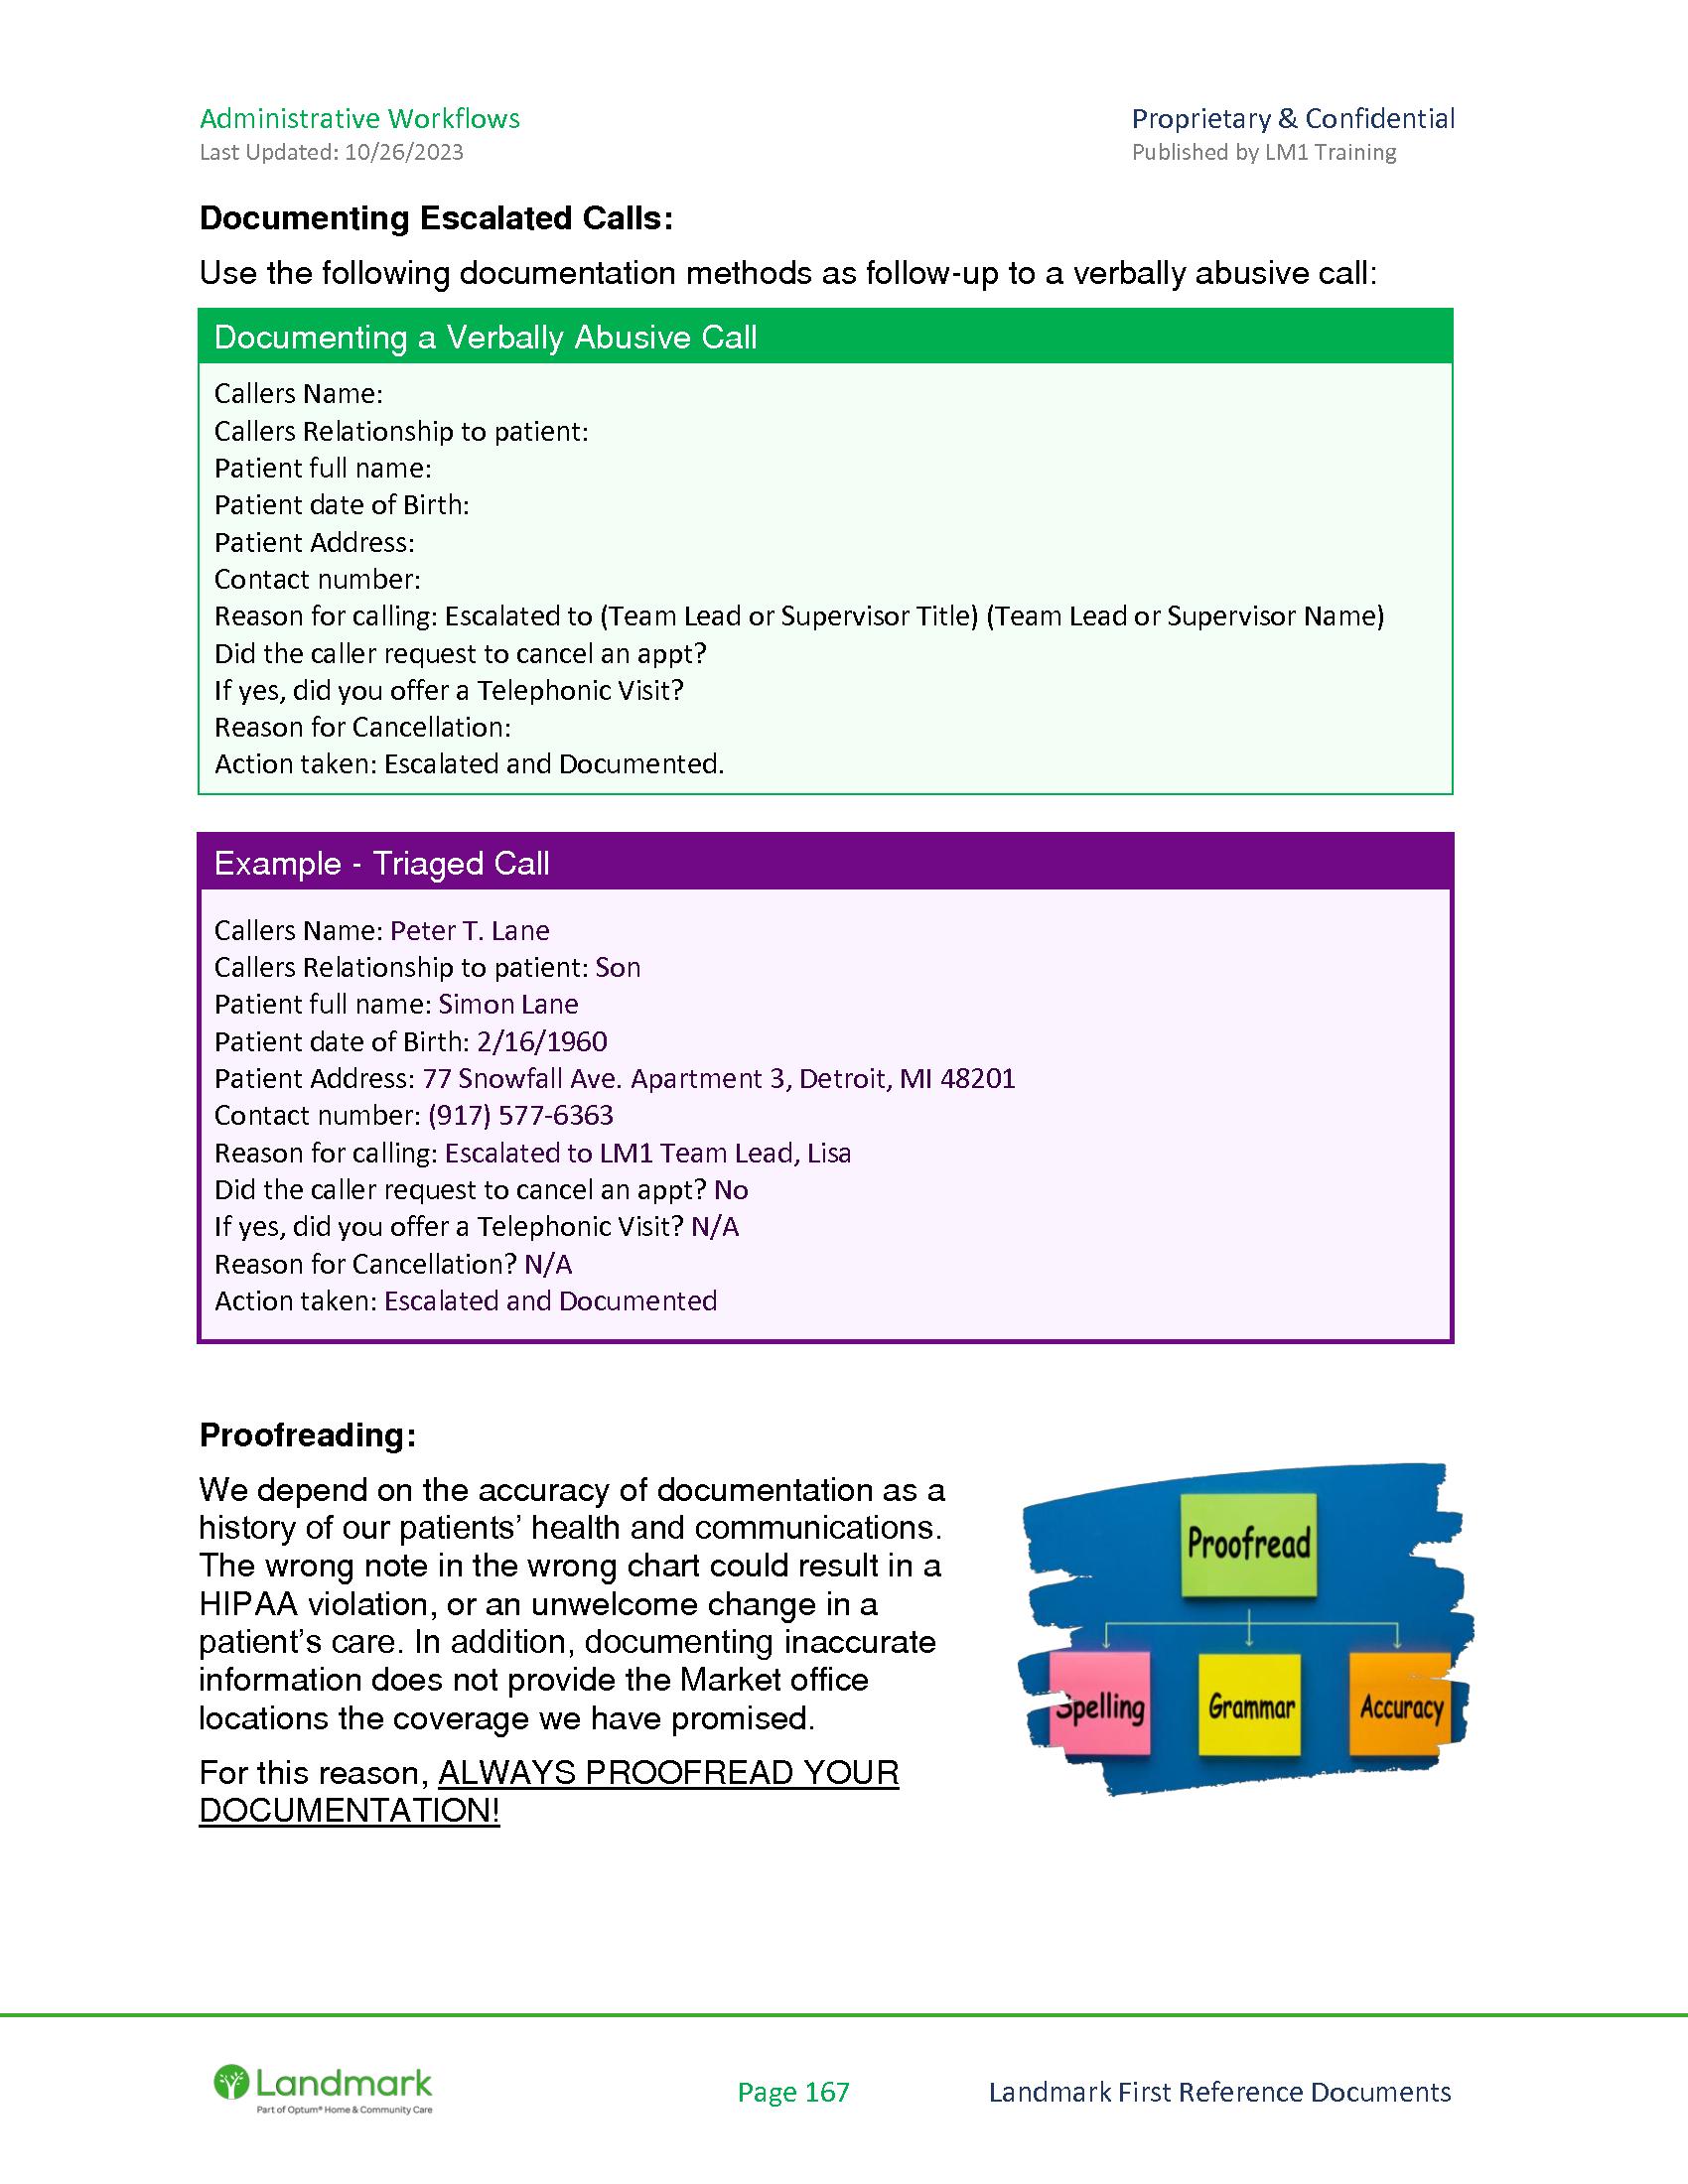 Administrative Workflows
Proprietary & Confidential
Last Updated: 10/26/2023
Published by LM1 Training
Documenting Escalated Calls:
Use the following documentation methods as follow-up to a verbally abusive call:
Documenting a Verbally Abusive Call
Callers Name:
Callers Relationship to patient:
Patient full name:
Patient date of Birth:
Patient Address:
Contact number:
Reason for calling: Escalated to (Team Lead or Supervisor Title) (Team Lead or Supervisor Name)
Did the caller request to cancel an appt?
If yes, did you offer a Telephonic Visit?
Reason for Cancellation:
Action taken: Escalated and Documented.
Example - Triaged Call
Callers Name: Peter T. Lane
Callers Relationship to patient: Son
Patient full name: Simon Lane
Patient date of Birth: 2/16/1960
Patient Address: 77 Snowfall Ave. Apartment 3, Detroit, MI 48201
Contact number: (917) 577-6363
Reason for calling: Escalated to LM1 Team Lead, Lisa
Did the caller request to cancel an appt? No
If yes, did you offer a Telephonic Visit? N/A
Reason for Cancellation? N/A
Action taken: Escalated and Documented
Proofreading:
We depend on the accuracy of documentation as a
history of our patients’ health and communications.
The wrong note in the wrong chart could result in a
HIPAA violation, or an unwelcome change in a
patient’s care. In addition, documenting inaccurate
information does not provide the Market office
locations the coverage we have promised.
For this reason, ALWAYS PROOFREAD YOUR
DOCUMENTATION!
Proofread
Spelling
Grammar
Accuracy
Landmark
Part of Optum® Home & Community Care
Page 167
Landmark First Reference Documents